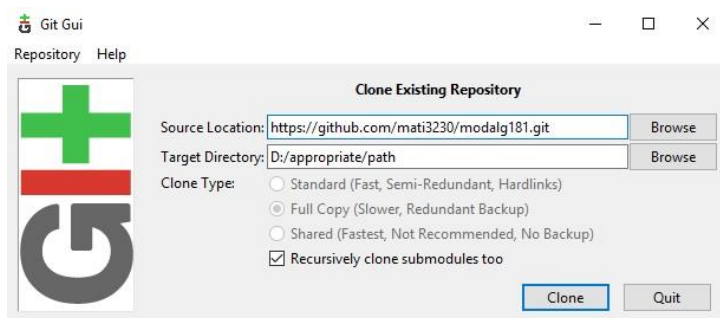 Git Gui
Repository Help
Clone Existing Repository
Source Location: https://github.com/mati3230/modalg181.git Browse
Target Directory: D:/appropriate/path Browse
Clone Type: Standard (Fast, Semi-Redundant, Hardlinks)
Full Copy (Slower, Redundant Backup)
Shared (Fastest, Not Recommended, No Backup)
Recursively clone submodules too
Clone Quit